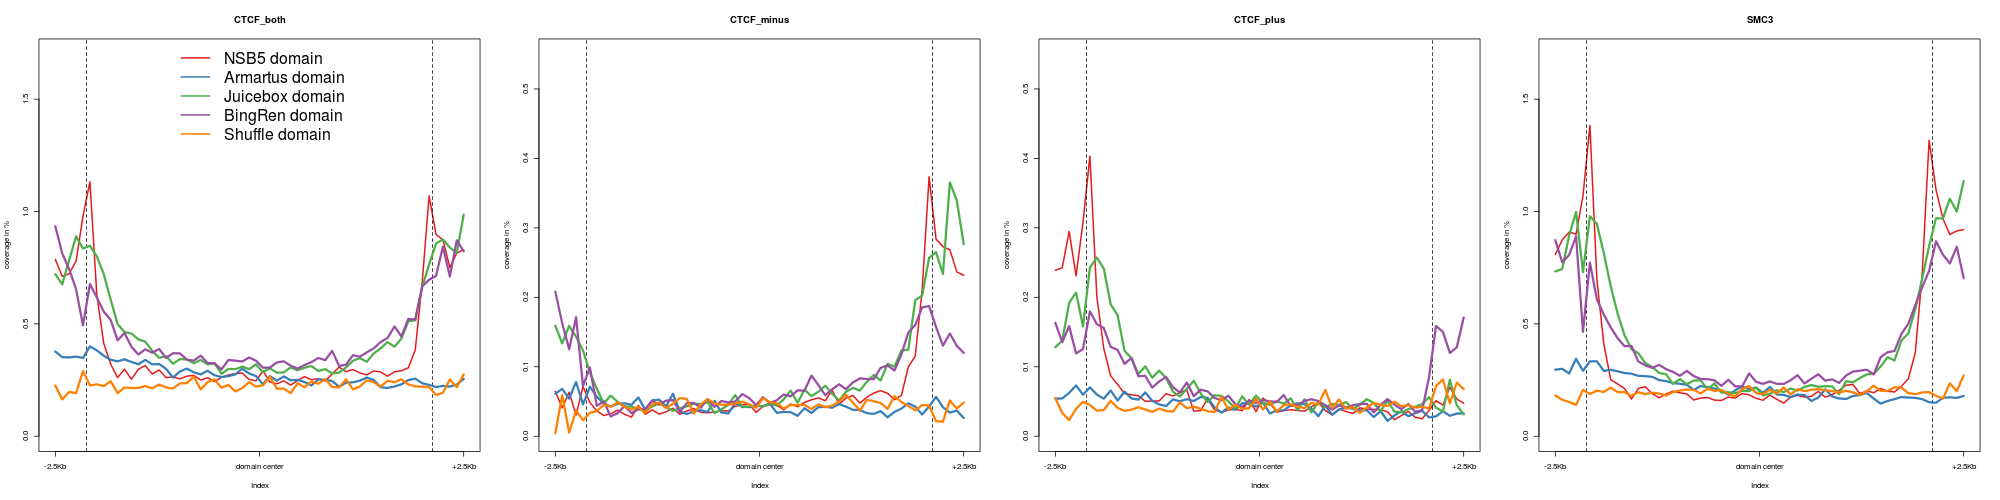 CTCF_both
NSB5 domain
Armartus domain
Juicebox domain
BingRen domain
Shuffle domain
coverage in %
0.0
0.5
1.0
1.5
-2.5Kb
domain center
+2.5Kb
Index
CTCF_minus
coverage in %
0.0
0.1
0.2
0.3
0.4
0.5
-2.5Kb
domain center
+2.5Kb
Index
CTCF_plus
coverage in %
0.0
0.1
0.2
0.3
0.4
0.5
-2.5Kb
domain center
+2.5Kb
Index
SMC3
coverage in %
0.0
0.5
1.0
1.5
-2.5Kb
domain center
+2.5Kb
Index